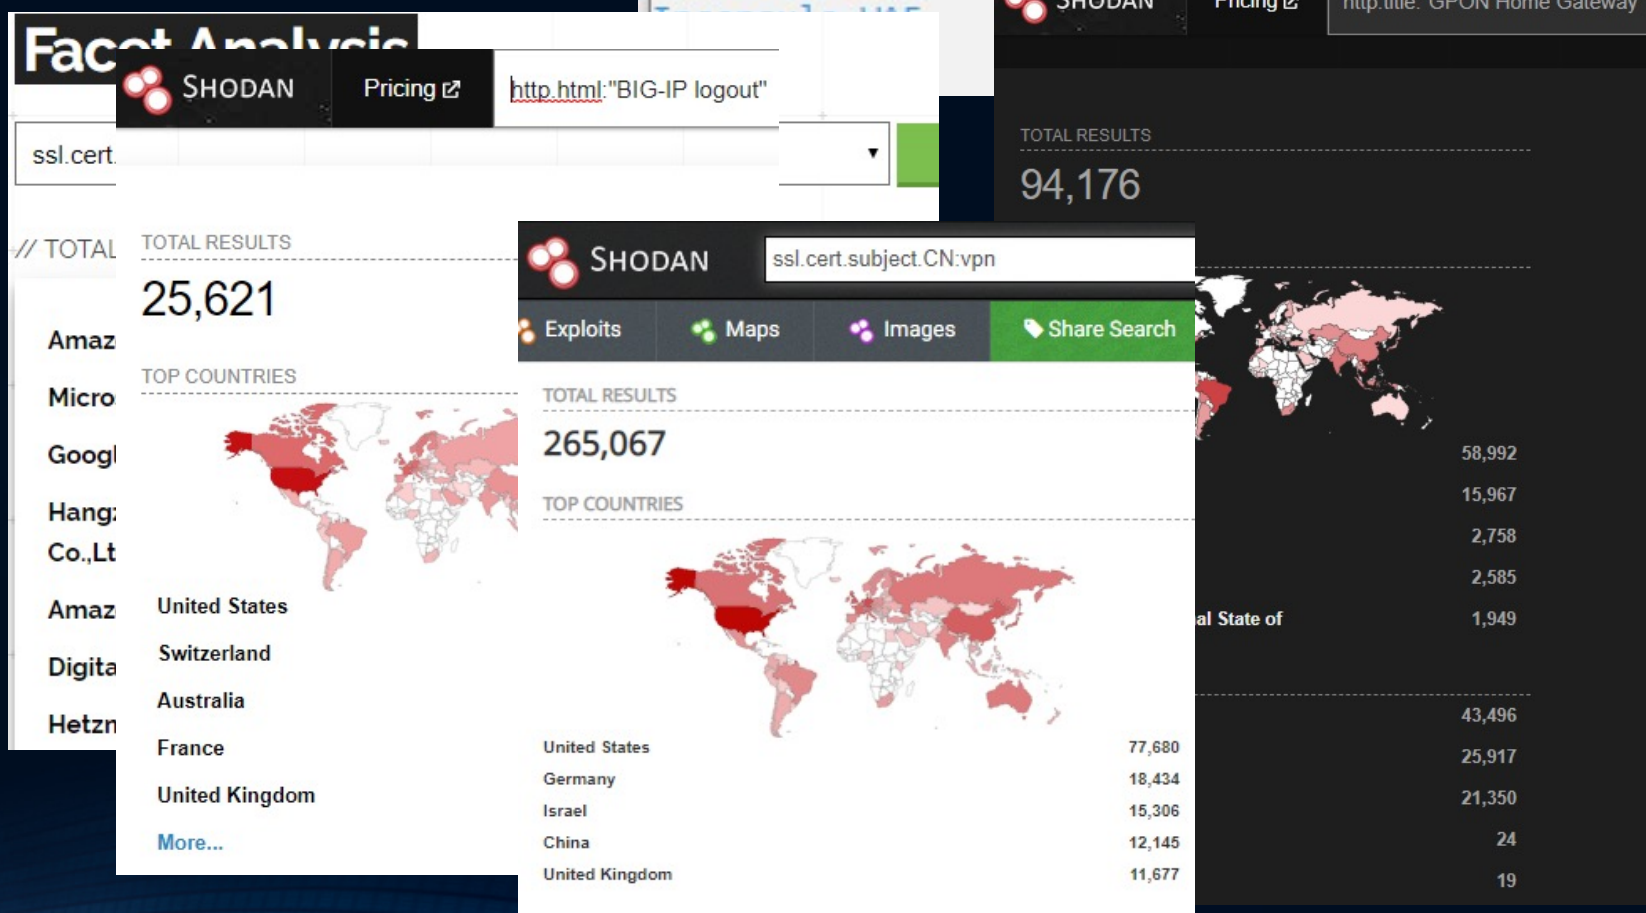 Facet Analysis
ssl.cert.
// TOTAL
Amaz
Micro
Googl
Hang
Co.,Lt
Amaz
Digita
Hetzn
SHODAN
Pricing
http.html:"BIG-IP logout"
TOTAL RESULTS
25,621
TOP COUNTRIES
United States
Switzerland
Australia
France
United Kingdom
More...
SHODAN
ssl.cert.subject.CN:vpn
Exploits
Maps
Images
Share Search
TOTAL RESULTS
265,067
TOP COUNTRIES
United States 77,680
Germany 18,434
Israel 15,306
China 12,145
United Kingdom 11,677
SHODAN
Pricing
http.title:"GPON Home Gateway
TOTAL RESULTS
94,176
58,992
15,967
2,758
2,585
al State of 1,949
43,496
25,917
21,350
24
19